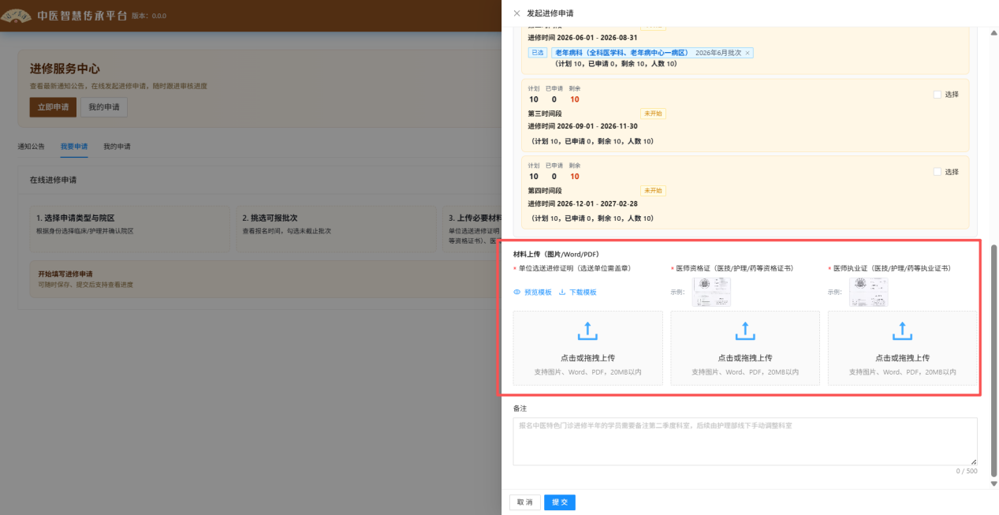 中医智慧传承平台 版本：0.0.0
进修服务中心
查看最新通知公告，在线发起进修申请，随时跟进审核进度
立即申请 我的申请
通知公告 我要申请 我的申请
在线进修申请
1. 选择申请类型与院区
根据身份选择临床/护理并确认院区
2. 挑选可报批次
查看报名时间，勾选未截止批次
3. 上传必要材料
单位选送进修证明
等资格证书）、医
开始填写进修申请
可随时保存，提交后支持查看进度
发起进修申请
进修时间 2026-06-01 - 2026-08-31
已选 老年病科（全科医学科、老年病中心一病区） 2026年6月批次 ×
（计划 10，已申请 0，剩余 10，人数 10）
计划 已申请 剩余
10 0 10
选择
第三时间段 未开始
进修时间 2026-09-01 - 2026-11-30
（计划 10，已申请 0，剩余 10，人数 10）
计划 已申请 剩余
10 0 10
选择
第四时间段 未开始
进修时间 2026-12-01 - 2027-02-28
（计划 10，已申请 0，剩余 10，人数 10）
材料上传（图片/Word/PDF）
* 单位选送进修证明（选送单位需盖章）
预览模板 下载模板
点击或拖拽上传
支持图片、Word、PDF，20MB以内
* 医师资格证（医技/护理/药等资格证书）
示例：
点击或拖拽上传
支持图片、Word、PDF，20MB以内
* 医师执业证（医技/护理/药等执业证书）
示例：
点击或拖拽上传
支持图片、Word、PDF，20MB以内
备注
报名中医特色门诊进修半年的学员需要备注第二季度科室，后续由护理部线下手动调整科室
0 / 500
取 消 提 交